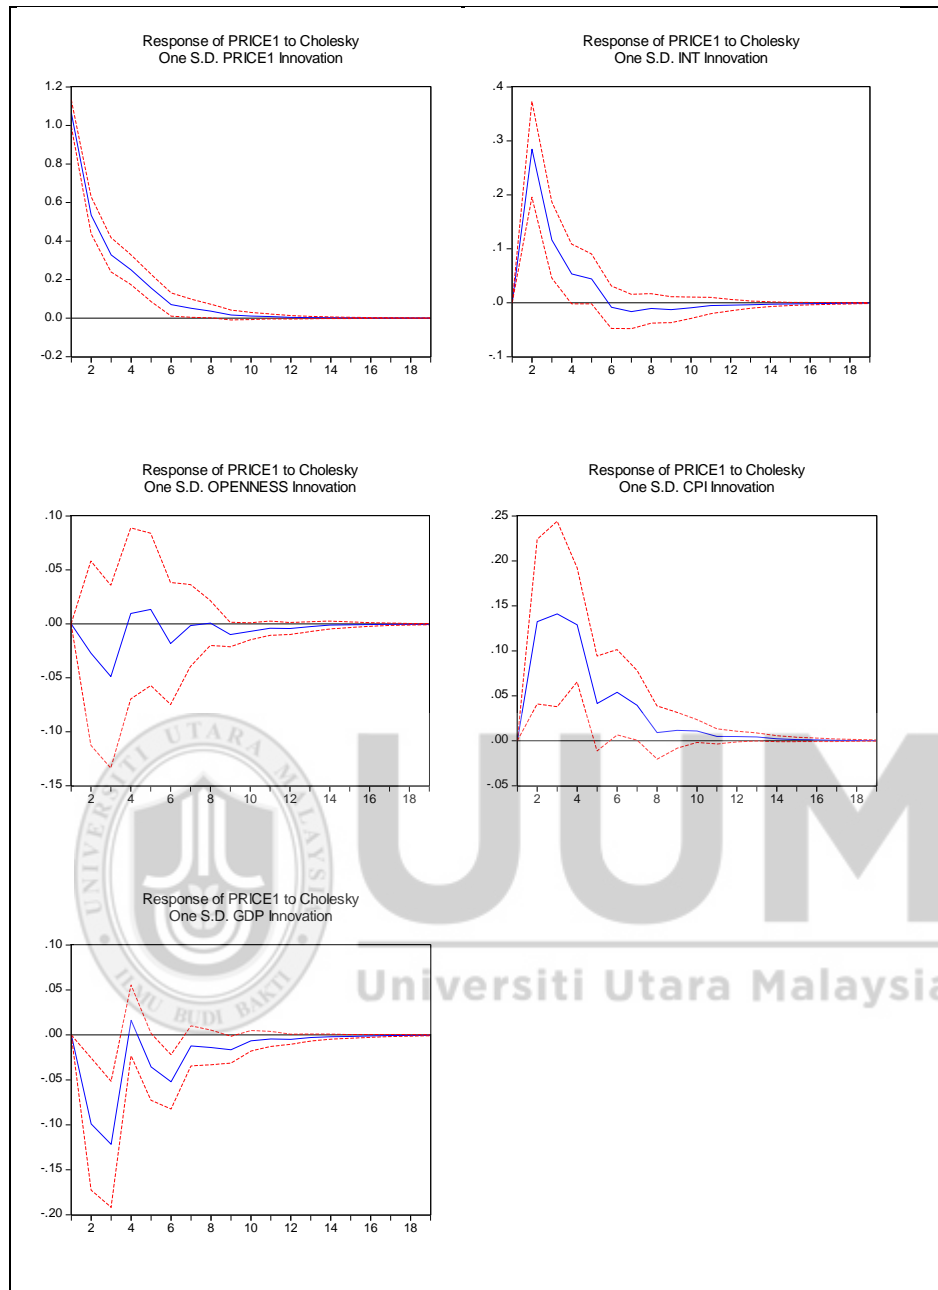 Response of PRICE1 to Cholesky
One S.D. PRICE1 Innovation
1.2
1.0
0.8
0.6
0.4
0.2
0.0
-0.2
2 4 6 8 10 12 14 16 18
Response of PRICE1 to Cholesky
One S.D. INT Innovation
.4
.3
.2
.1
.0
-.1
2 4 6 8 10 12 14 16 18
Response of PRICE1 to Cholesky
One S.D. OPENNESS Innovation
.10
.05
.00
-.05
-.10
-.15
2 4 6 8 10 12 14 16 18
Response of PRICE1 to Cholesky
One S.D. CPI Innovation
.25
.20
.15
.10
.05
.00
-.05
2 4 6 8 10 12 14 16 18
Response of PRICE1 to Cholesky
One S.D. GDP Innovation
.10
.05
.00
-.05
-.10
-.15
-.20
2 4 6 8 10 12 14 16 18
UNIVERSITI UTARA MALAYSIA
ILMU BUDI BAKTI
UUM
Universiti Utara Malaysia